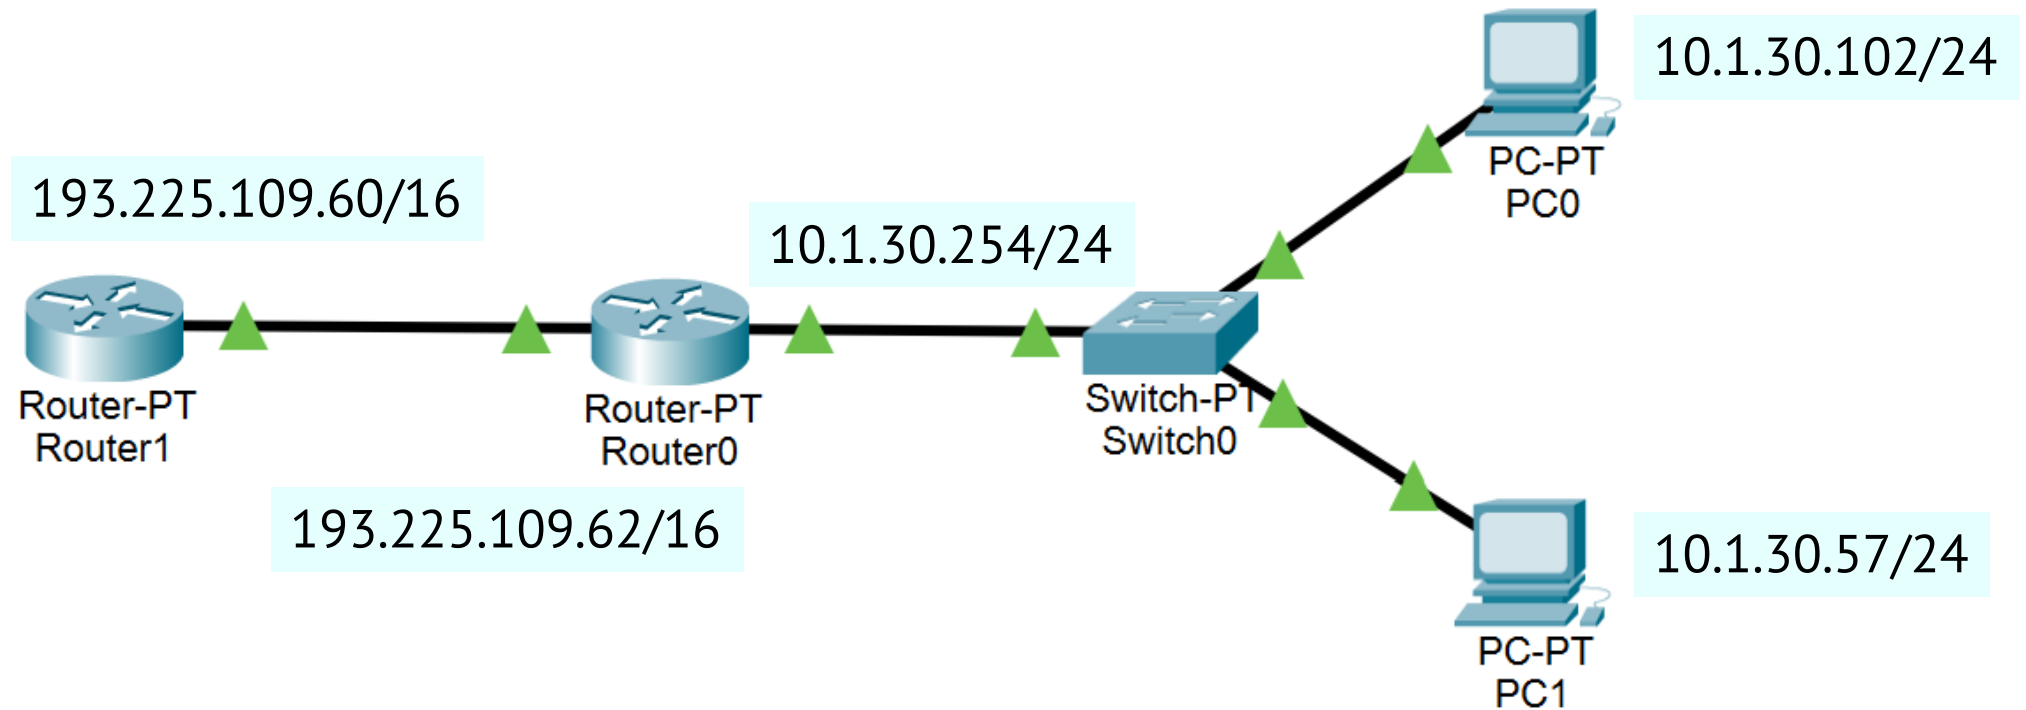 10.1.30.102/24
PC-PT
PC0
193.225.109.60/16
10.1.30.254/24
Router-PT
Router1
Router-PT
Router0
Switch-PT
Switch0
193.225.109.62/16
10.1.30.57/24
PC-PT
PC1